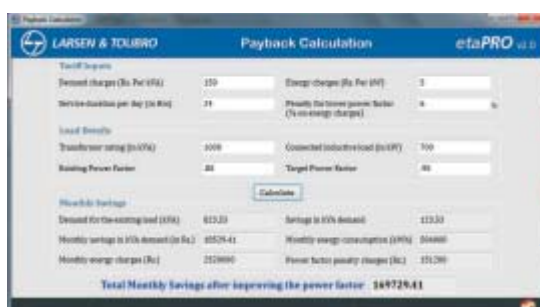 Payback Calculation
LARSEN & TOUBRO Payback Calculation etaPRO
Tariff Inputs
Demand charges (Rs. Per kVA) 150 Energy charges (Rs. Per kW) 5
Service duration per day (in Hrs) 24 Penalty for lower power factor 6 %
(% on energy charges)
Load Details
Transformer rating (in kVA) 1000 Connected inductive load (in kW) 700
Existing Power Factor Target Power Factor
Calculate
Monthly Savings
Demand for the existing load (kVA) Savings in kVA demand
Monthly savings in kVA demand (in Rs.) 18529.41 Monthly energy consumption (kWh) 504000
Monthly energy charges (Rs.) 2520000 Power factor penalty charges (Rs.) 151200
Total Monthly Savings after improving the power factor 169729.41